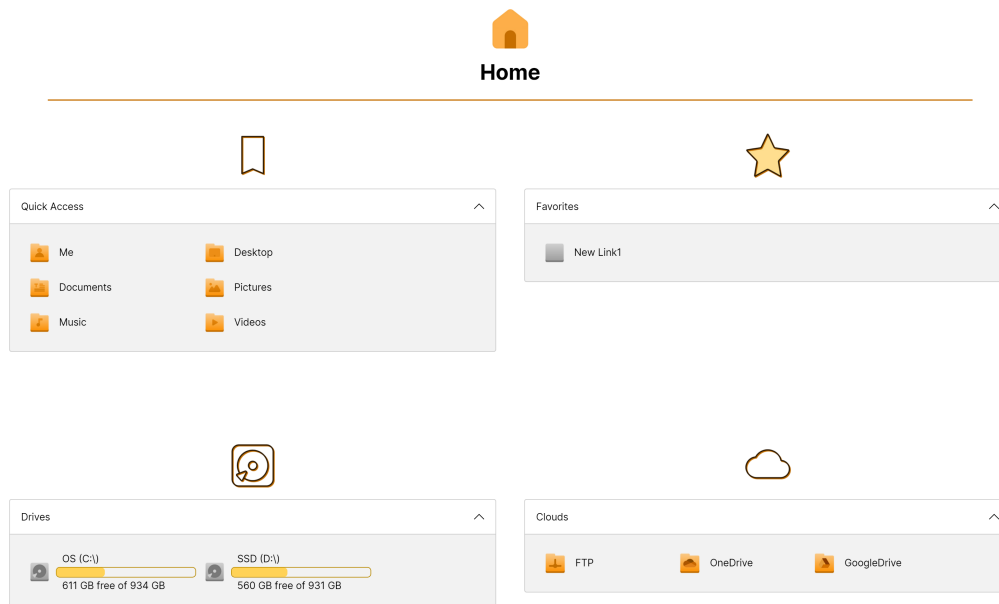 Home
Quick Access
Me
Desktop
Documents
Pictures
Music
Videos
Favorites
New Link1
Drives
OS (C:\)
611 GB free of 934 GB
SSD (D:\)
560 GB free of 931 GB
Clouds
FTP
OneDrive
GoogleDrive